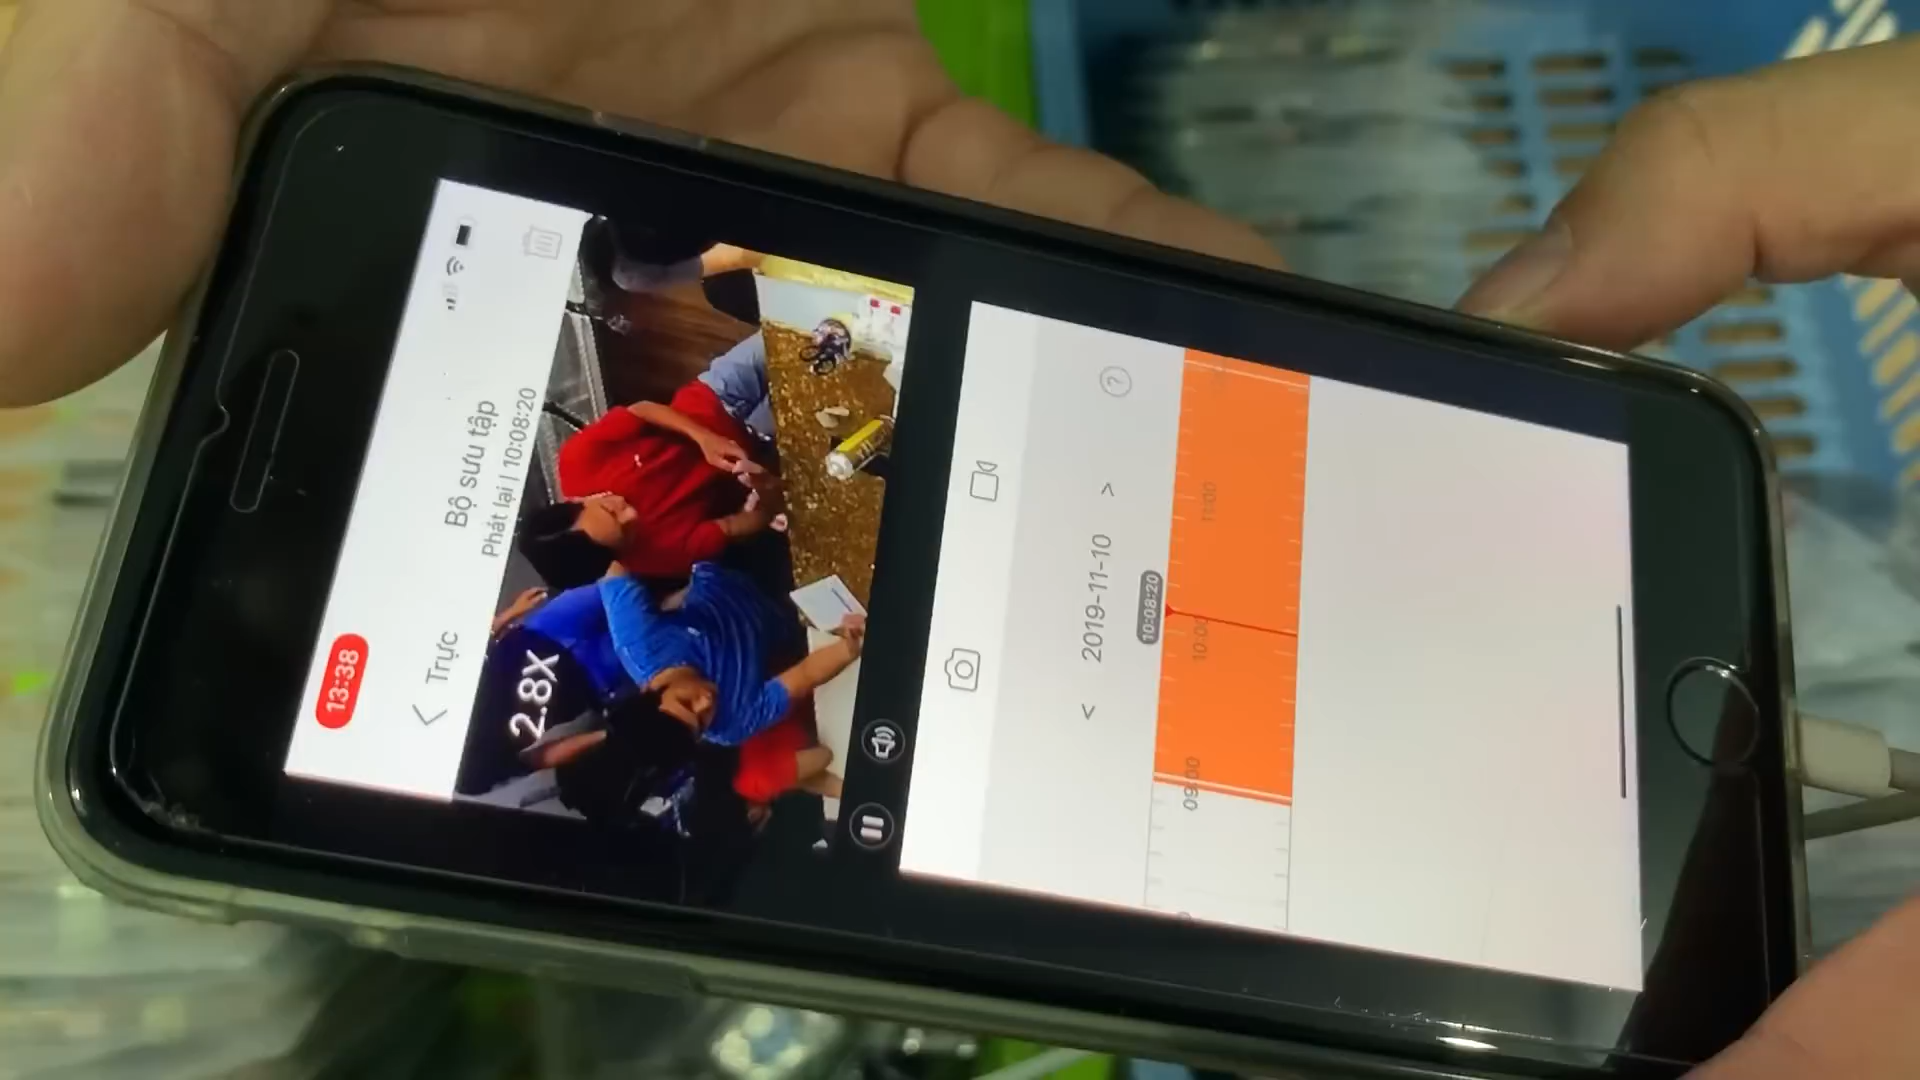 13:38
Trực
Bộ sưu tập
Phát lại | 10:08:20
2.8X
< 2019-11-10 >
10:08:20
09:00
10:00
11:00